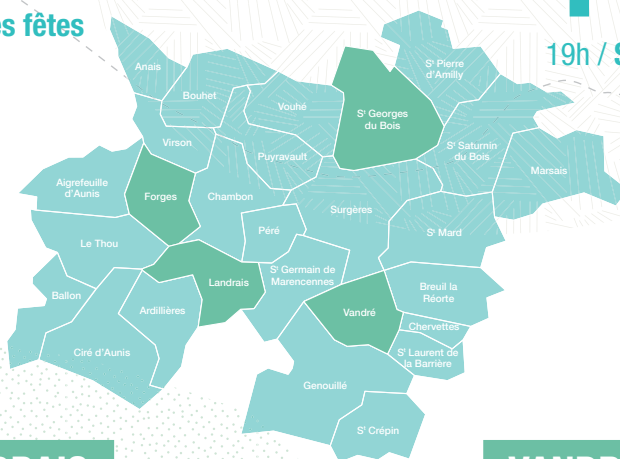 es fêtes
19h / S
Anais
St Pierre
d'Amilly
Bouhet
Vouhé
St Georges
du Bois
Virson
St Saturnin
du Bois
Puyravault
Marsais
Aigrefeuille
d'Aunis
Forges
Chambon
Surgères
Péré
St Mard
Le Thou
St Germain de
Marencennes
Landrais
Breuil la
Réorte
Ballon
Ardillières
Vandré
Chervettes
Ciré d'Aunis
St Laurent de
la Barrière
Genouillé
St Crépin